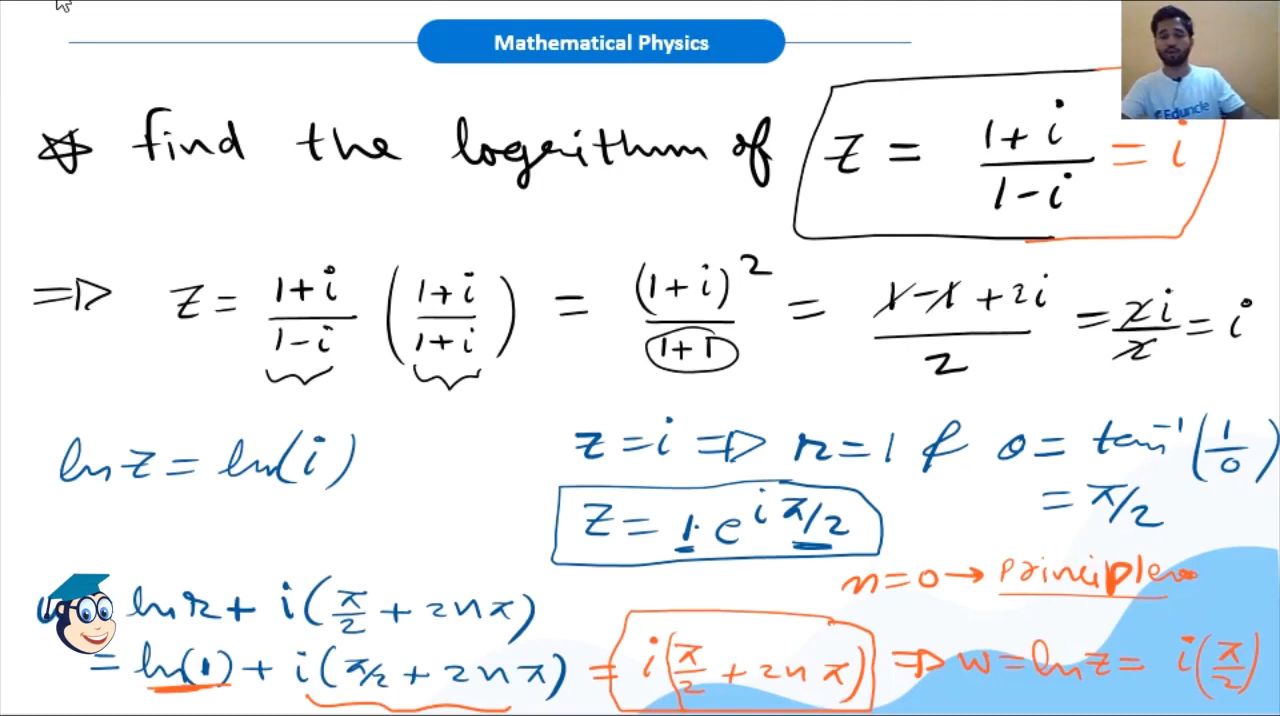 Mathematical Physics
Eduncle
find the logerithum of z = 1+i / 1-i = i
=> z = 1+i / 1-i (1+i / 1+i) = (1+i)² / 1+1 = 1-1+2i / 2 = 2i / 2 = i
ln z = ln(i)
z = i => r = 1 & θ = tan⁻¹(1/0)
= π/2
z = 1·e^(iπ/2)
n=0 → principle
ln r + i(π/2 + 2nπ)
= ln(1) + i(π/2 + 2nπ) = i(π/2 + 2nπ) => w = ln z = i(π/2)